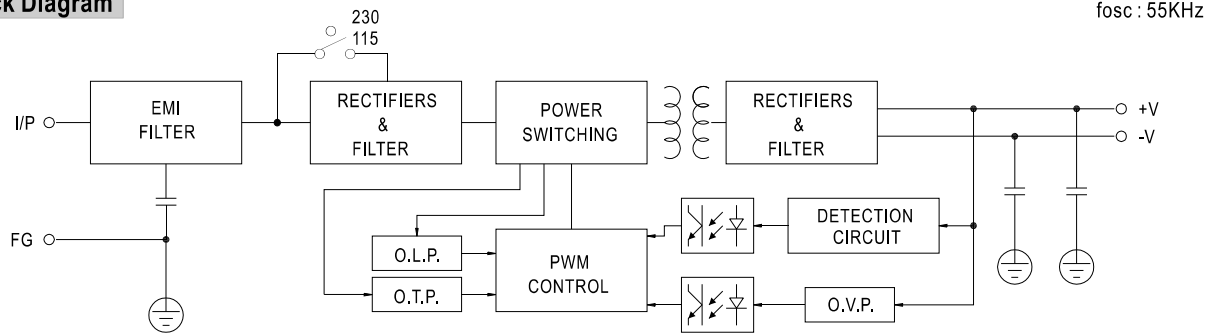 ck Diagram
fosc : 55KHz
230
115
I/P
EMI
FILTER
RECTIFIERS
&
FILTER
POWER
SWITCHING
RECTIFIERS
&
FILTER
+V
-V
FG
O.L.P.
O.T.P.
PWM
CONTROL
DETECTION
CIRCUIT
O.V.P.